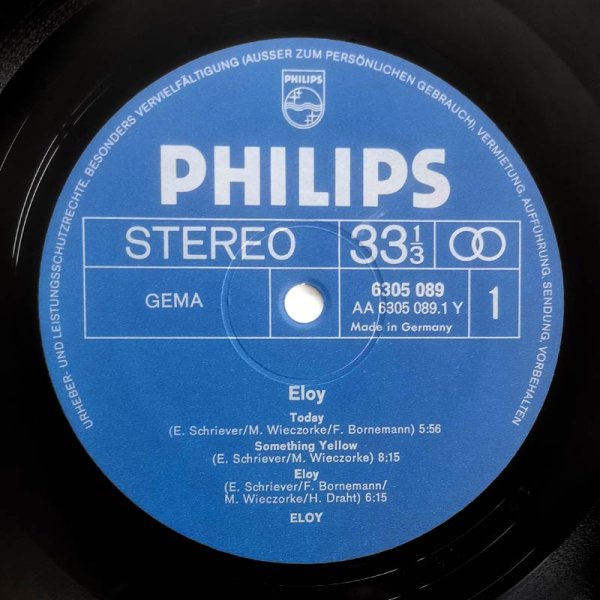 URHEBER- UND LEISTUNGSSCHUTZRECHTE, BESONDERS VERVIELFÄLTIGUNG (AUSSER ZUM PERSÖNLICHEN GEBRAUCH), VERMIETUNG, AUFFÜHRUNG, SENDUNG, VORBEHALTEN
PHILIPS
PHILIPS
STEREO 33 1/3
GEMA 6305 089 1
AA 6305 089.1 Y
Made in Germany
Eloy
Today
(E. Schriever/M. Wieczorke/F. Bornemann) 5:56
Something Yellow
(E. Schriever/M. Wieczorke) 8:15
Eloy
(E. Schriever/F. Bornemann/
M. Wieczorke/H. Draht) 6:15
ELOY